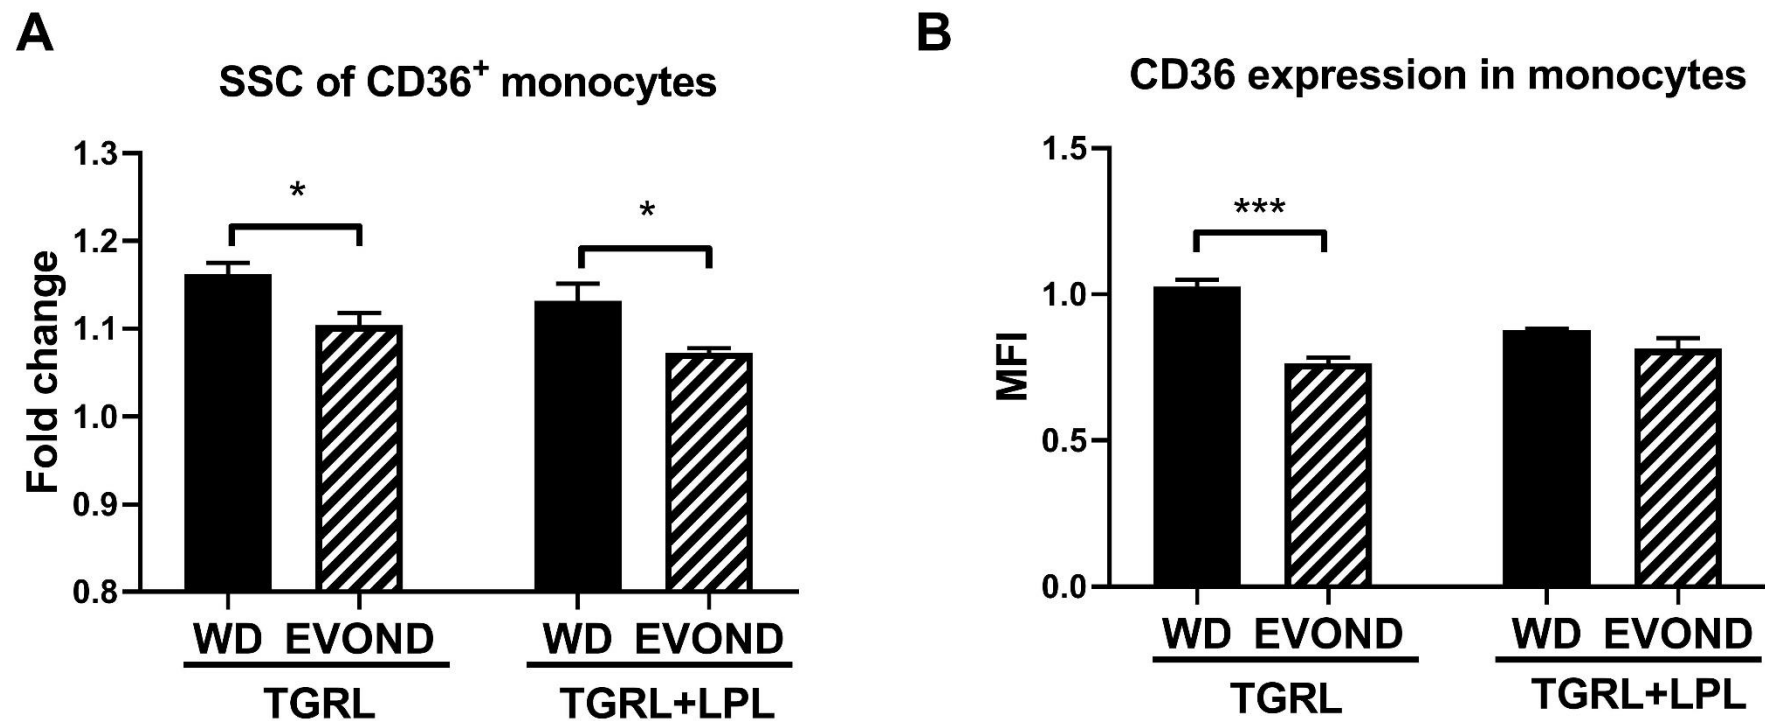 A
SSC of CD36+ monocytes
1.3
1.2
1.1
1.0
0.9
0.8
Fold change
*
*
WD EVOND WD EVOND
TGRL TGRL+LPL
B
CD36 expression in monocytes
1.5
1.0
0.5
0.0
MFI
***
WD EVOND WD EVOND
TGRL TGRL+LPL